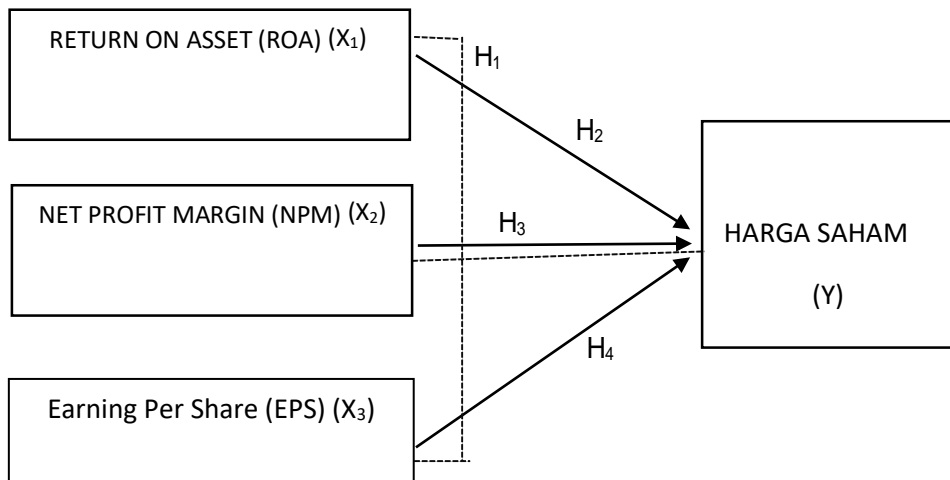 RETURN ON ASSET (ROA) (X₁)
H₁
H₂
NET PROFIT MARGIN (NPM) (X₂)
H₃
HARGA SAHAM
(Y)
H₄
Earning Per Share (EPS) (X₃)